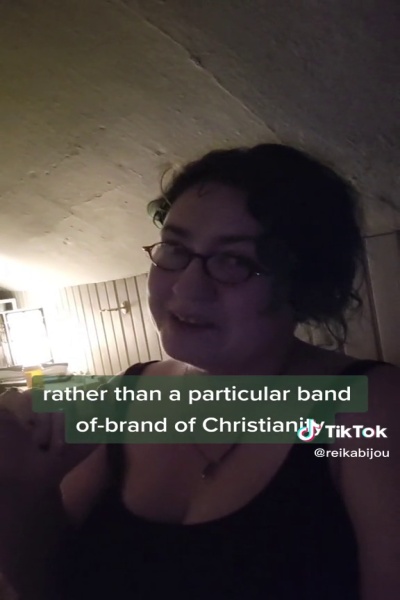 rather than a particular band
of-brand of Christianity
TikTok
@reikabijou